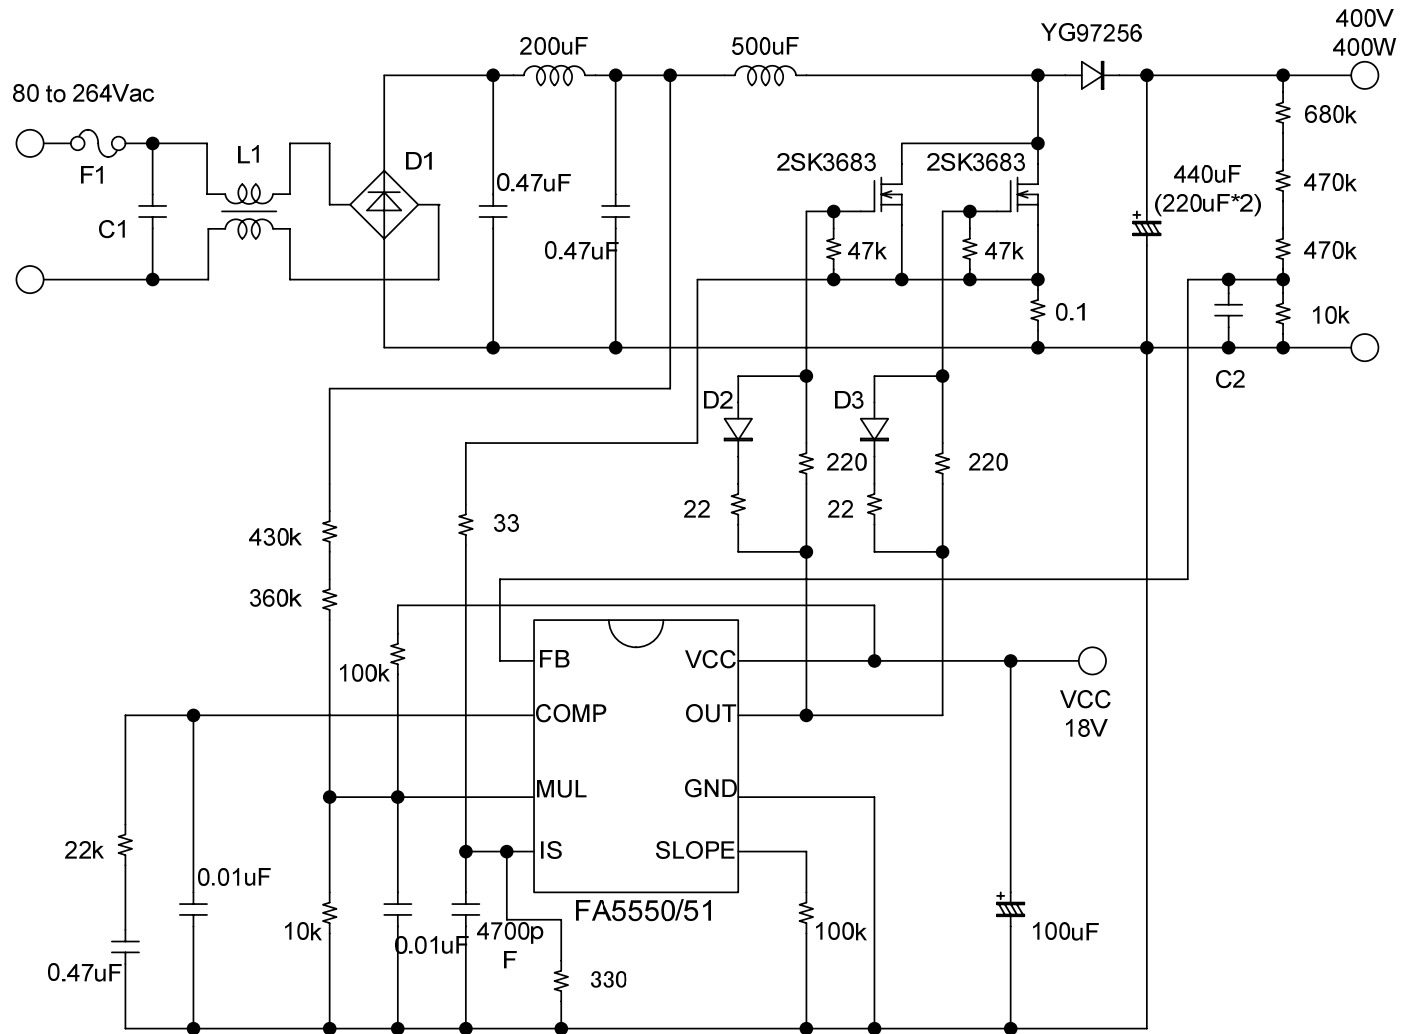 400V
400W
YG97256
200uF
500uF
80 to 264Vac
F1
C1
L1
D1
0.47uF
0.47uF
2SK3683
2SK3683
47k
47k
440uF
(220uF*2)
680k
470k
470k
10k
0.1
C2
D2
D3
220
220
22
22
33
430k
360k
100k
FB
COMP
MUL
IS
VCC
OUT
GND
SLOPE
FA5550/51
VCC
18V
22k
0.01uF
0.47uF
10k
0.01uF
4700p
F
330
100k
100uF
+
+